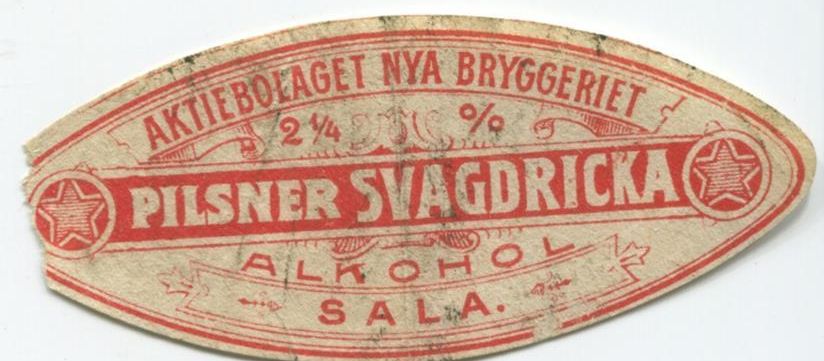 AKTIEBOLAGET NYA BRYGGERIET
2 1/4 %
PILSNER SVAGDRICKA
ALKOHOL
SALA.